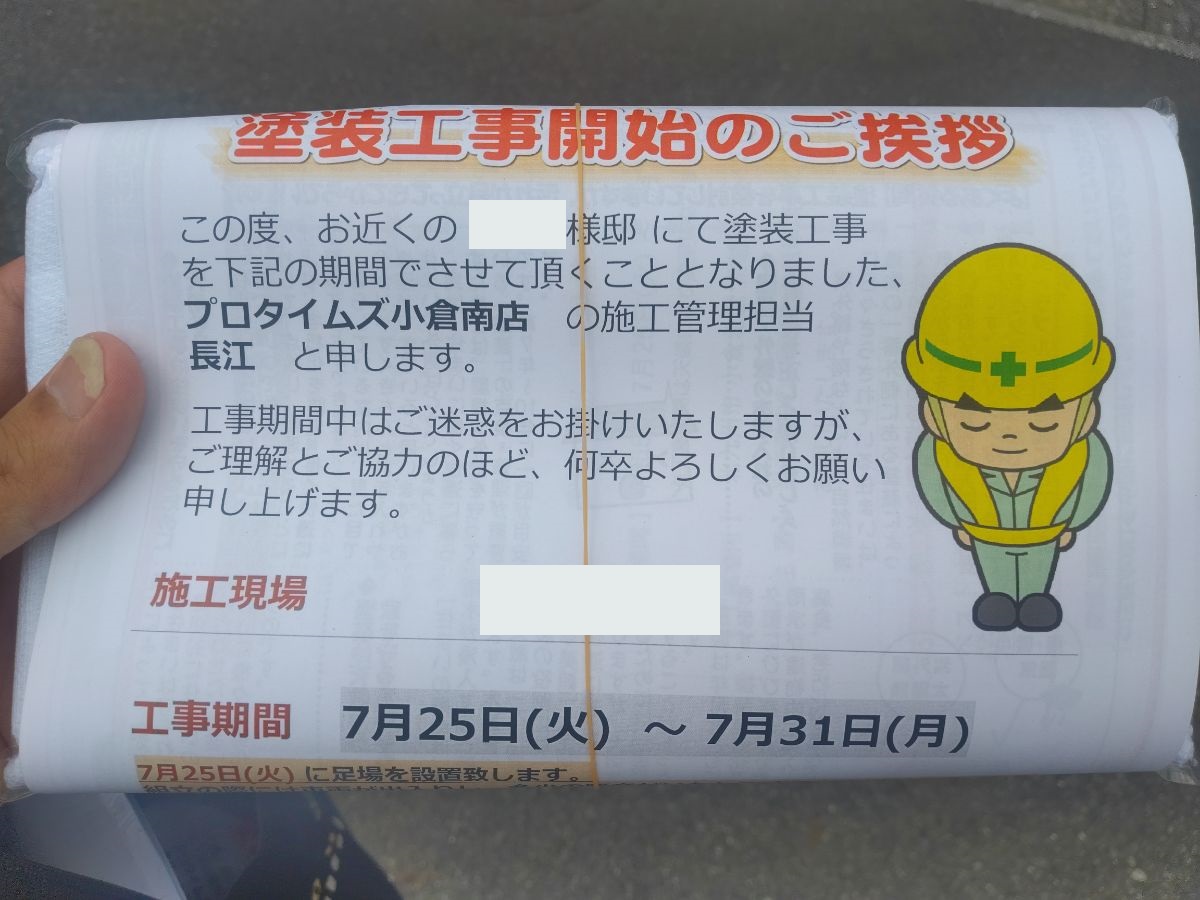 塗装工事開始のご挨拶
この度、お近くの 様邸 にて塗装工事
を下記の期間でさせて頂くこととなりました、
プロタイムズ小倉南店 の施工管理担当
長江 と申します。
工事期間中はご迷惑をお掛けいたしますが、
ご理解とご協力のほど、何卒よろしくお願い
申し上げます。
施工現場
工事期間 7月25日(火) ～ 7月31日(月)
7月25日(火) に足場を設置致します。